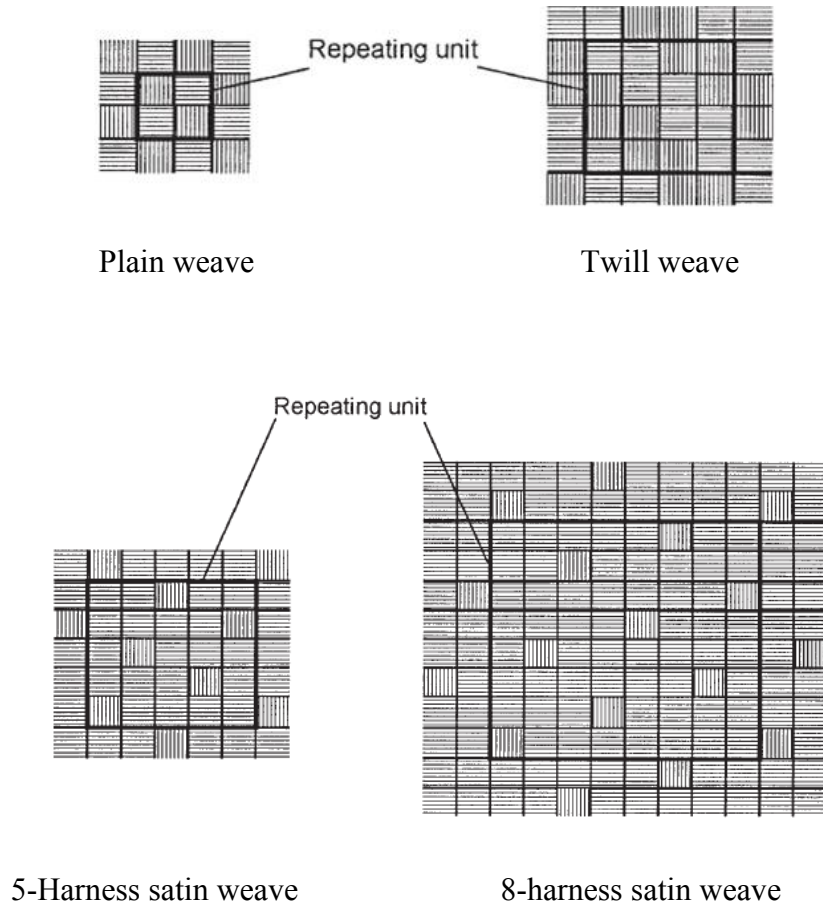 Repeating unit
Plain weave
Twill weave
Repeating unit
5-Harness satin weave
8-harness satin weave